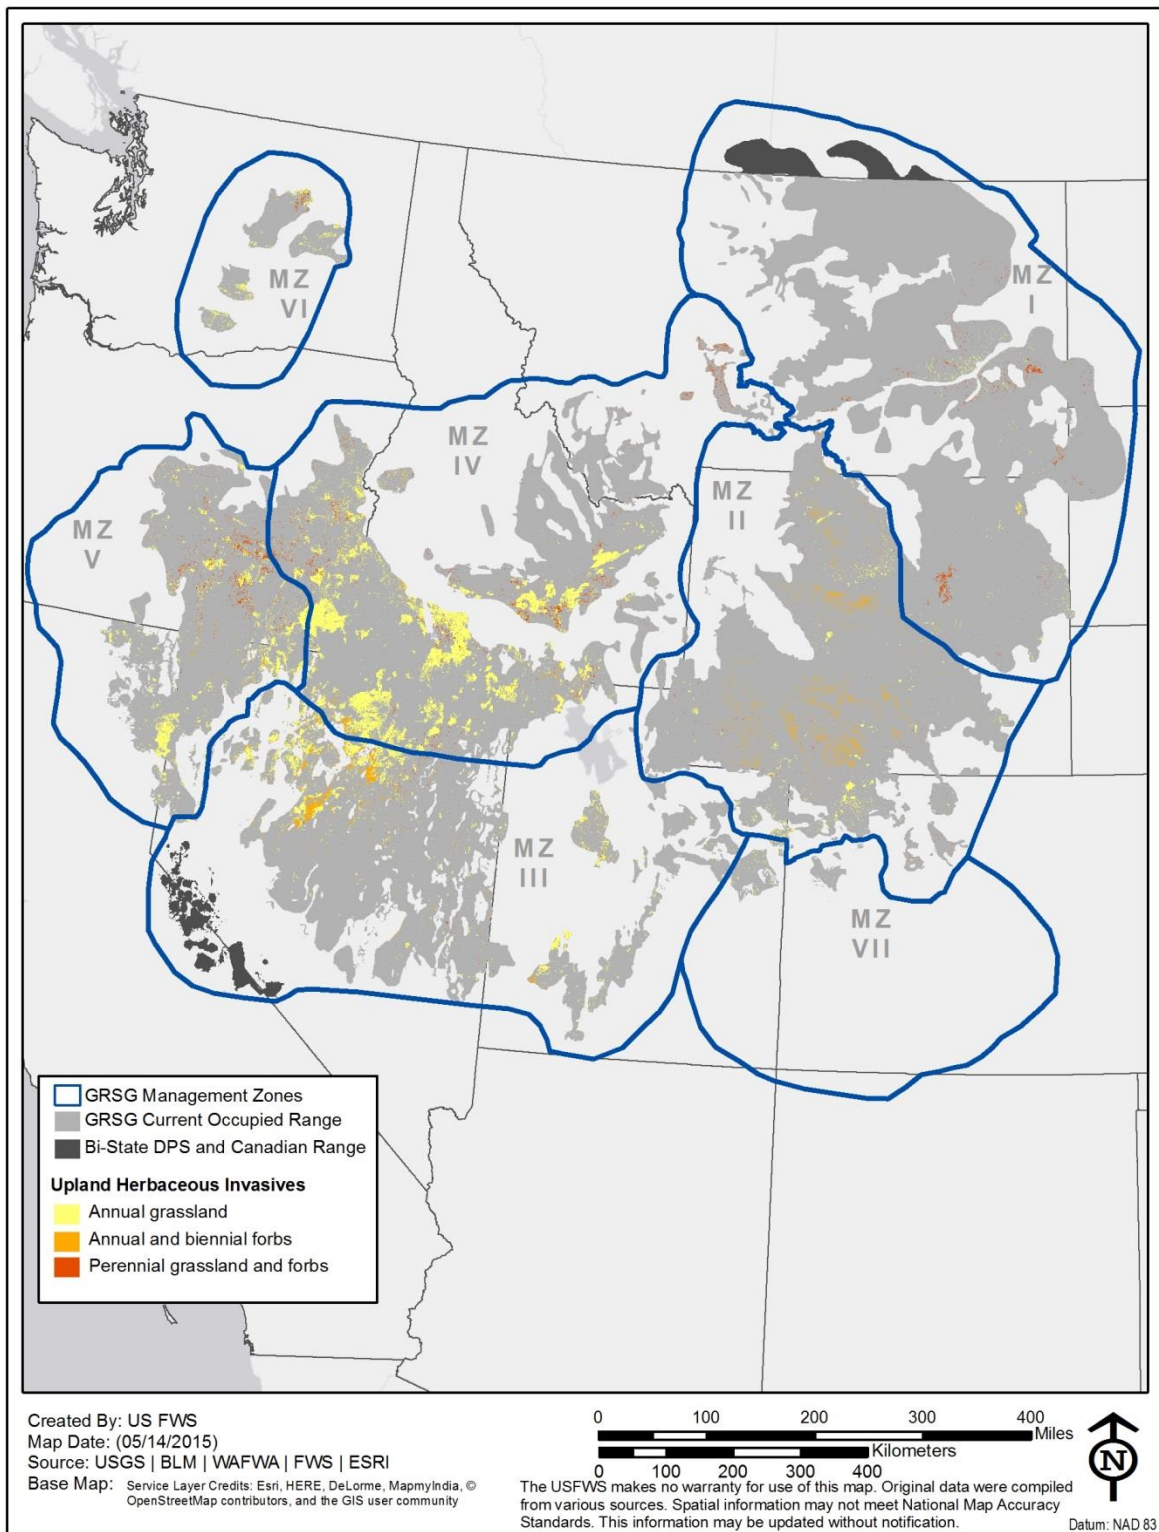 MZ
I
MZ
VI
MZ
IV
MZ
II
MZ
V
MZ
III
MZ
VII
GRSG Management Zones
GRSG Current Occupied Range
Bi-State DPS and Canadian Range
Upland Herbaceous Invasives
Annual grassland
Annual and biennial forbs
Perennial grassland and forbs
Created By: US FWS
Map Date: (05/14/2015)
Source: USGS | BLM | WAFWA | FWS | ESRI
Base Map: Service Layer Credits: Esri, HERE, DeLorme, MapmyIndia, ©
OpenStreetMap contributors, and the GIS user community
0 100 200 300 400
Miles
Kilometers
0 100 200 300 400
The USFWS makes no warranty for use of this map. Original data were compiled
from various sources. Spatial information may not meet National Map Accuracy
Standards. This information may be updated without notification.
N
Datum: NAD 83